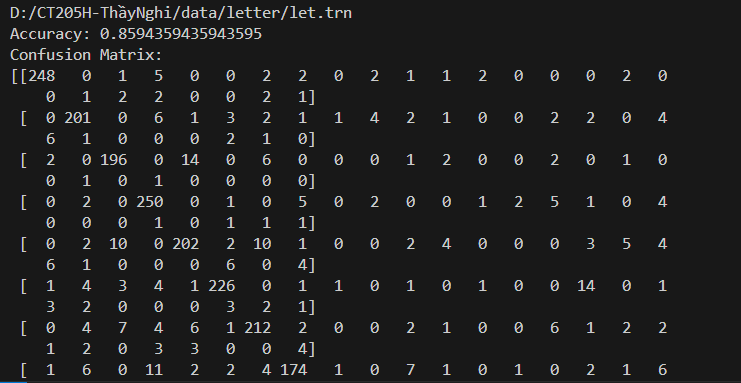 D:/CT205H-ThầyNghi/data/letter/let.trn
Accuracy: 0.8594359435943595
Confusion Matrix:
[[248   0   1   5   0   0   2   2   0   2   1   1   2   0   0   0   2   0
    0   1   2   2   0   0   2   1]
 [  0 201   0   6   1   3   2   1   1   4   2   1   0   0   2   2   0   4
    6   1   0   0   0   2   1   0]
 [  2   0 196   0  14   0   6   0   0   0   1   2   0   0   2   0   1   0
    0   1   0   1   0   0   0   0]
 [  0   2   0 250   0   1   0   5   0   2   0   0   1   2   5   1   0   4
    0   0   0   1   0   1   1   1]
 [  0   2  10   0 202   2  10   1   0   0   2   4   0   0   0   3   5   4
    6   1   0   0   0   6   0   4]
 [  1   4   3   4   1 226   0   1   1   0   1   0   1   0   0  14   0   1
    3   2   0   0   0   3   2   1]
 [  0   4   7   4   6   1 212   2   0   0   2   1   0   0   6   1   2   2
    1   2   0   3   3   0   0   4]
 [  1   6   0  11   2   2   4 174   1   0   7   1   0   1   0   2   1   6